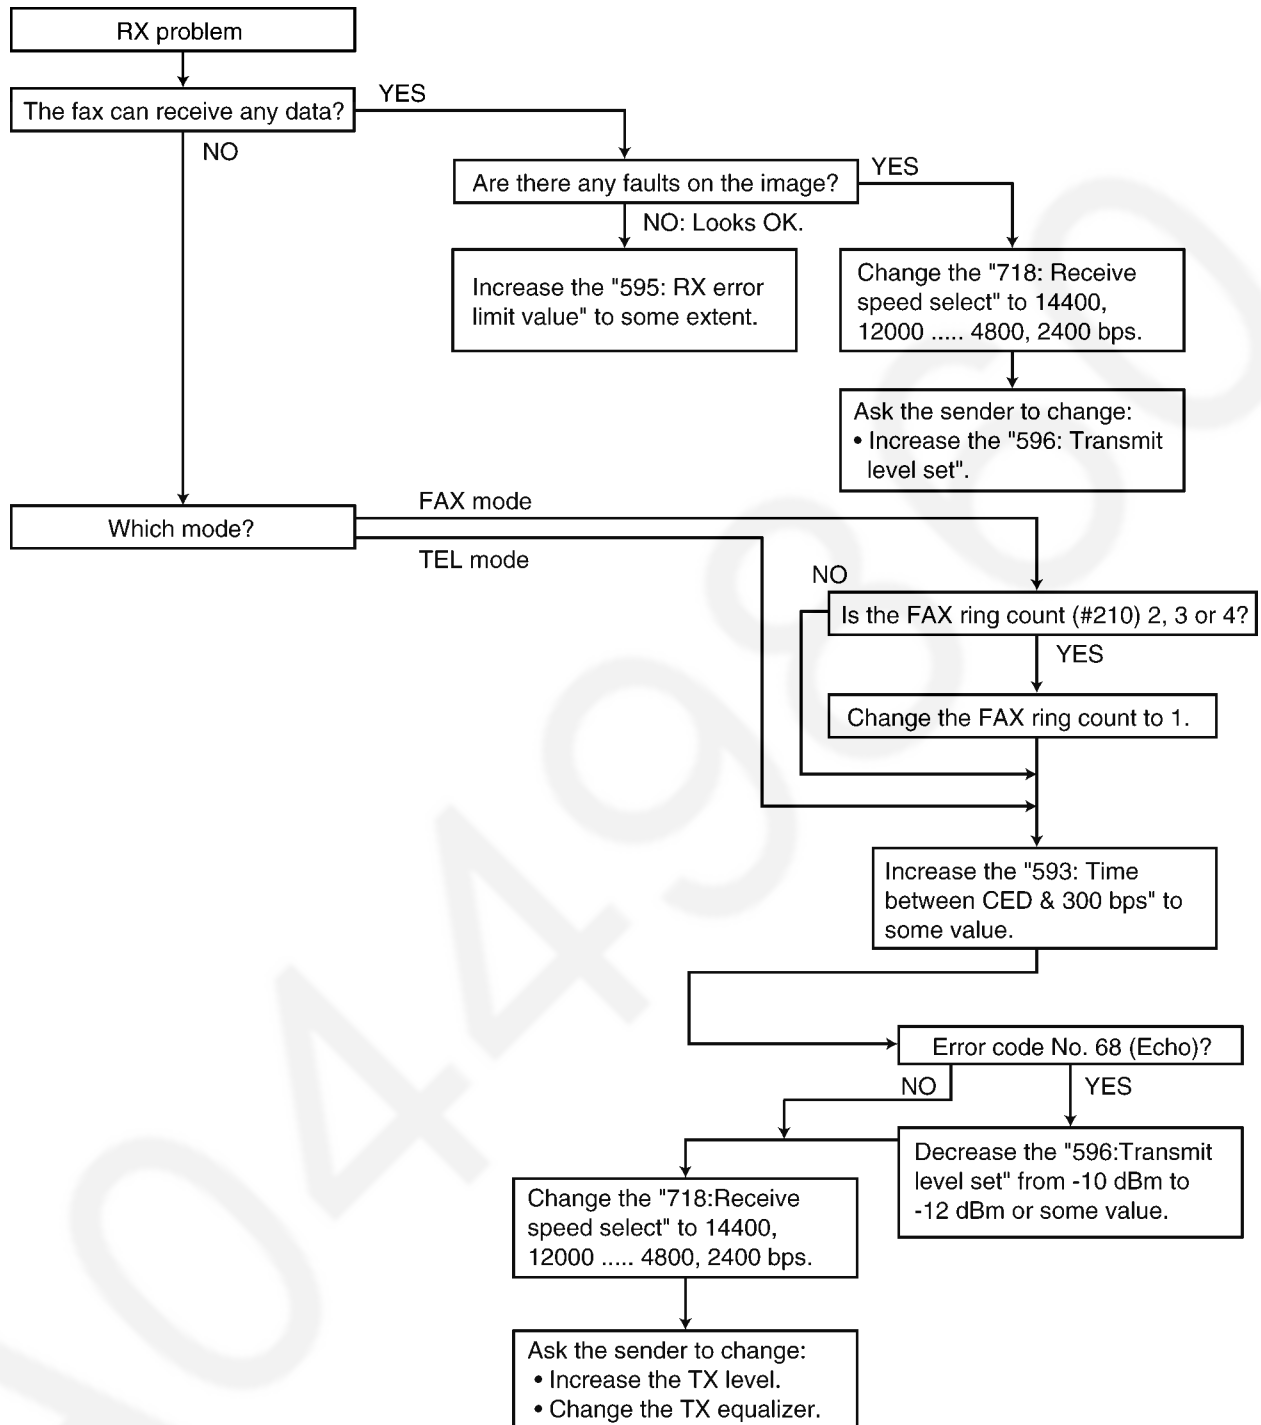 RX problem
The fax can receive any data?
YES
NO
Are there any faults on the image?
YES
NO: Looks OK.
Increase the "595: RX error
limit value" to some extent.
Change the "718: Receive
speed select" to 14400,
12000 ..... 4800, 2400 bps.
Ask the sender to change:
• Increase the "596: Transmit
level set".
Which mode?
FAX mode
TEL mode
NO
Is the FAX ring count (#210) 2, 3 or 4?
YES
Change the FAX ring count to 1.
Increase the "593: Time
between CED & 300 bps" to
some value.
Error code No. 68 (Echo)?
NO
YES
Decrease the "596:Transmit
level set" from -10 dBm to
-12 dBm or some value.
Change the "718:Receive
speed select" to 14400,
12000 ..... 4800, 2400 bps.
Ask the sender to change:
• Increase the TX level.
• Change the TX equalizer.